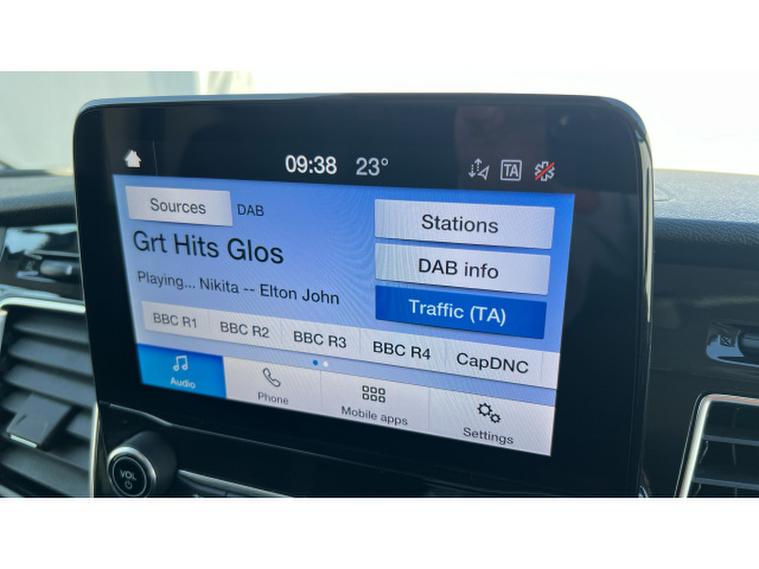 09:38 23°
TA
Sources DAB
Stations
Grt Hits Glos
DAB info
Playing... Nikita -- Elton John
Traffic (TA)
BBC R1 BBC R2 BBC R3 BBC R4 CapDNC
Audio Phone Mobile apps Settings
VOL